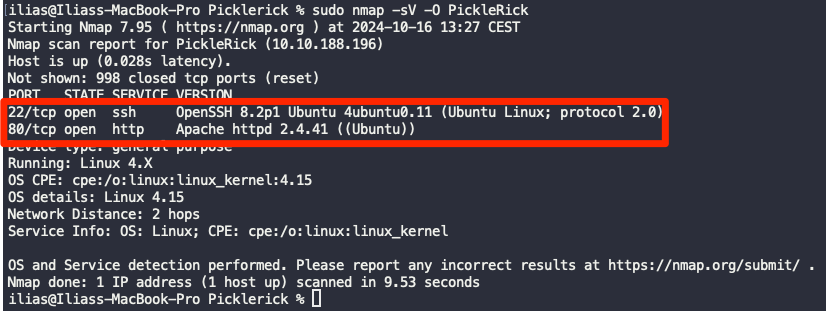 ilias@Iliass-MacBook-Pro Picklerick % sudo nmap -sV -O PickleRick
Starting Nmap 7.95 ( https://nmap.org ) at 2024-10-16 13:27 CEST
Nmap scan report for PickleRick (10.10.188.196)
Host is up (0.028s latency).
Not shown: 998 closed tcp ports (reset)
PORT   STATE SERVICE VERSION
22/tcp open  ssh     OpenSSH 8.2p1 Ubuntu 4ubuntu0.11 (Ubuntu Linux; protocol 2.0)
80/tcp open  http    Apache httpd 2.4.41 ((Ubuntu))
Device type: general purpose
Running: Linux 4.X
OS CPE: cpe:/o:linux:linux_kernel:4.15
OS details: Linux 4.15
Network Distance: 2 hops
Service Info: OS: Linux; CPE: cpe:/o:linux:linux_kernel
OS and Service detection performed. Please report any incorrect results at https://nmap.org/submit/ .
Nmap done: 1 IP address (1 host up) scanned in 9.53 seconds
ilias@Iliass-MacBook-Pro Picklerick %